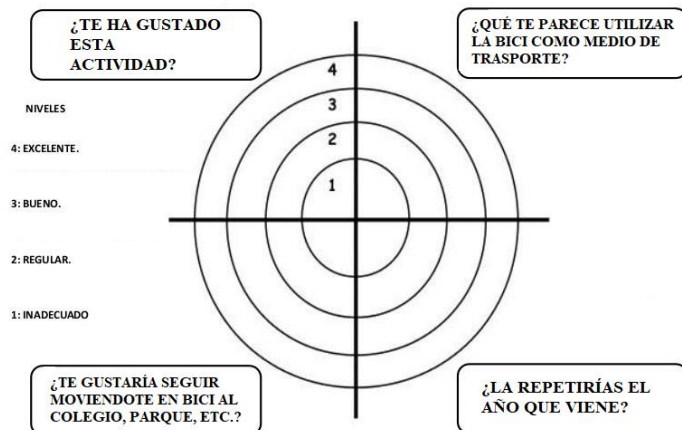 ¿TE HA GUSTADO
ESTA
ACTIVIDAD?
¿QUÉ TE PARECE UTILIZAR
LA BICI COMO MEDIO DE
TRASPORTE?
NIVELES
4: EXCELENTE.
3: BUENO.
2: REGULAR.
1: INADECUADO
4
3
2
1
¿TE GUSTARÍA SEGUIR
MOVIENDOTE EN BICI AL
COLEGIO, PARQUE, ETC.?
¿LA REPETIRÍAS EL
AÑO QUE VIENE?